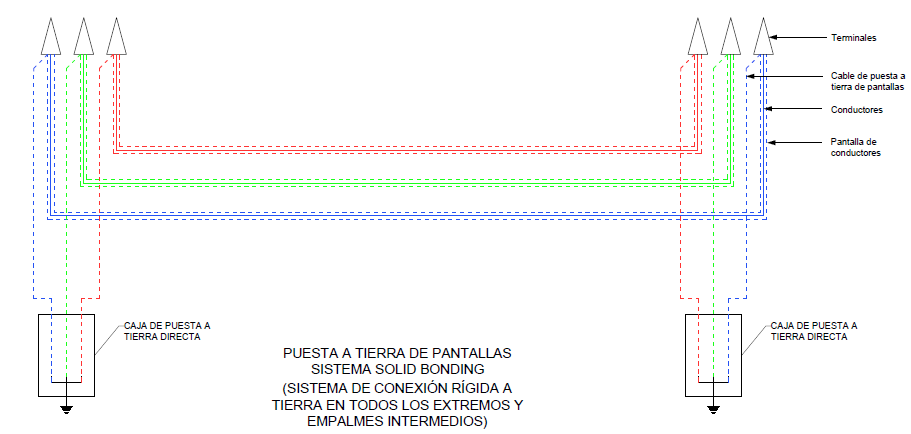 Terminales
Cable de puesta a
tierra de pantallas
Conductores
Pantalla de
conductores
CAJA DE PUESTA A
TIERRA DIRECTA
CAJA DE PUESTA A
TIERRA DIRECTA
PUESTA A TIERRA DE PANTALLAS
SISTEMA SOLID BONDING
(SISTEMA DE CONEXIÓN RÍGIDA A
TIERRA EN TODOS LOS EXTREMOS Y
EMPALMES INTERMEDIOS)